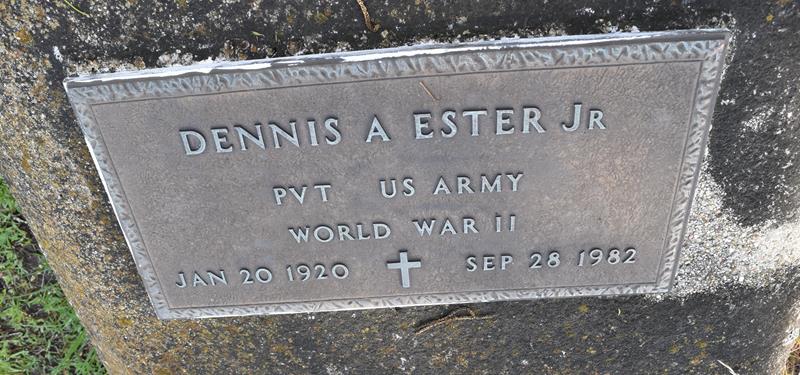 DENNIS A ESTER JR
PVT US ARMY
WORLD WAR II
JAN 20 1920 SEP 28 1982